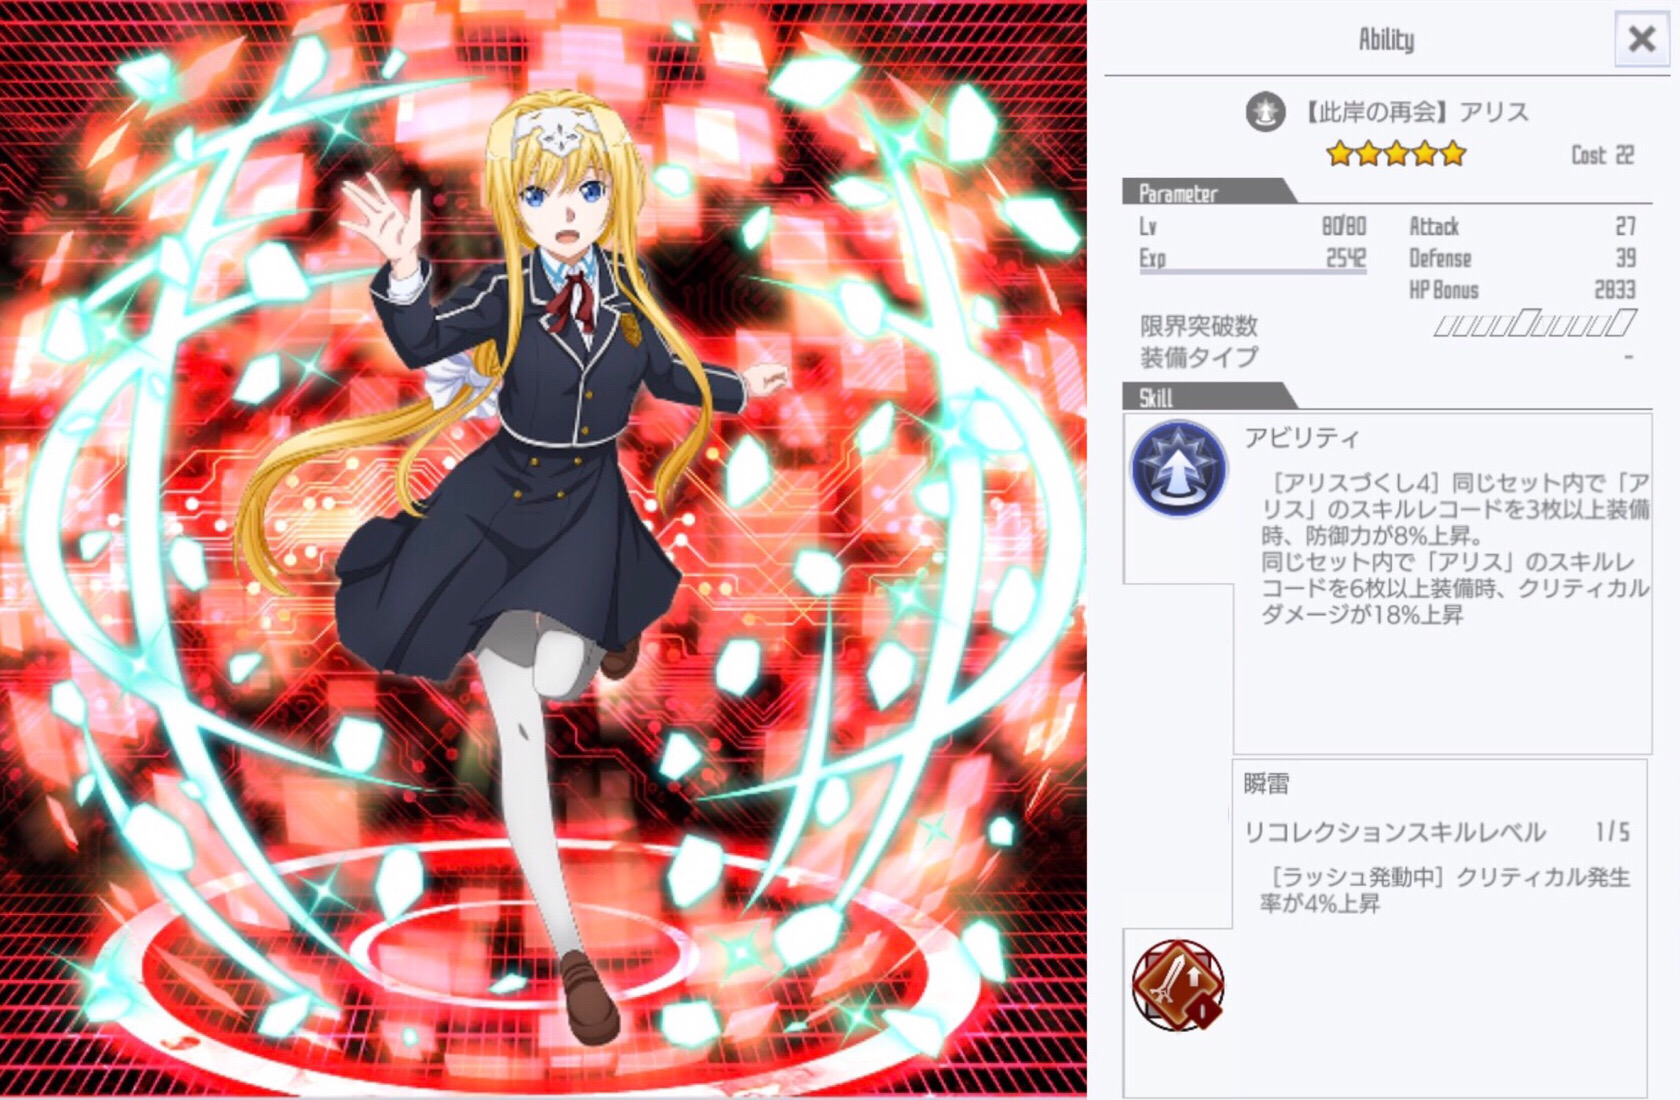 Ability
【此岸の再会】アリス
Cost 22
Parameter
Lv 80/80 Attack 27
Exp 2542 Defense 39
HP Bonus 2833
限界突破数
装備タイプ -
Skill
アビリティ
[アリスづくし4] 同じセット内で「ア
リス」のスキルレコードを3枚以上装備
時、防御力が8%上昇。
同じセット内で「アリス」のスキルレ
コードを6枚以上装備時、クリティカル
ダメージが18%上昇
瞬雷
リコレクションスキルレベル 1/5
[ラッシュ発動中] クリティカル発生
率が4%上昇